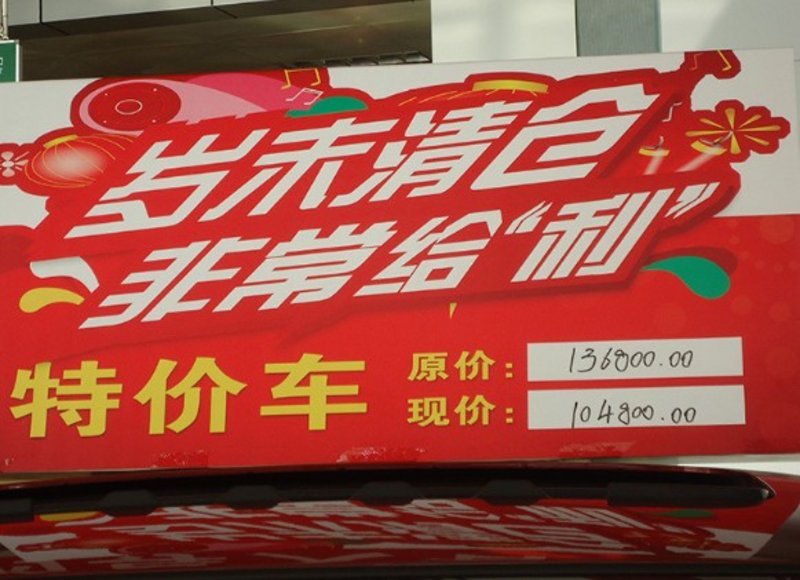 岁末清仓
非常给“利”
特价车
原价: 136800.00
现价: 104800.00